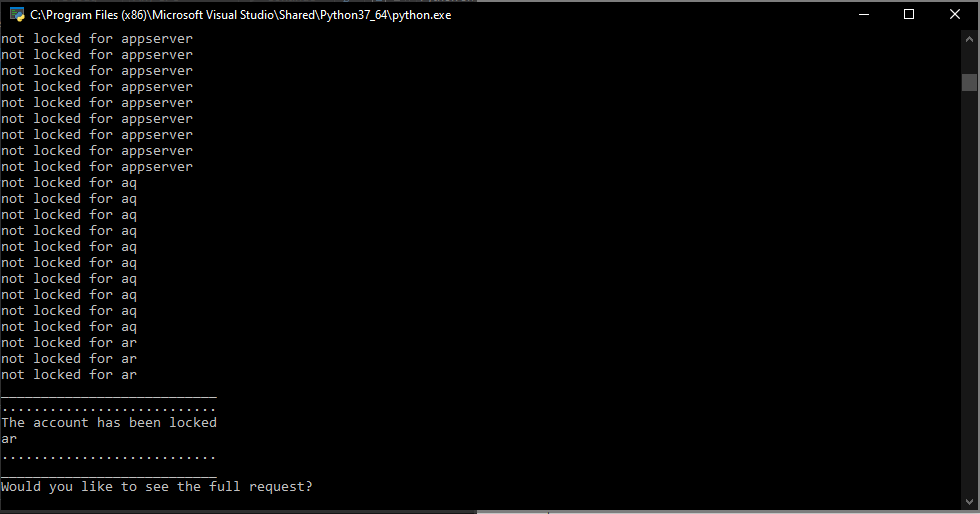 C:\Program Files (x86)\Microsoft Visual Studio\Shared\Python37_64\python.exe
not locked for appserver
not locked for appserver
not locked for appserver
not locked for appserver
not locked for appserver
not locked for appserver
not locked for appserver
not locked for appserver
not locked for appserver
not locked for aq
not locked for aq
not locked for aq
not locked for aq
not locked for aq
not locked for aq
not locked for aq
not locked for aq
not locked for aq
not locked for aq
not locked for ar
not locked for ar
not locked for ar
___________________________
...........................
The account has been locked
ar
...........................
___________________________
Would you like to see the full request?